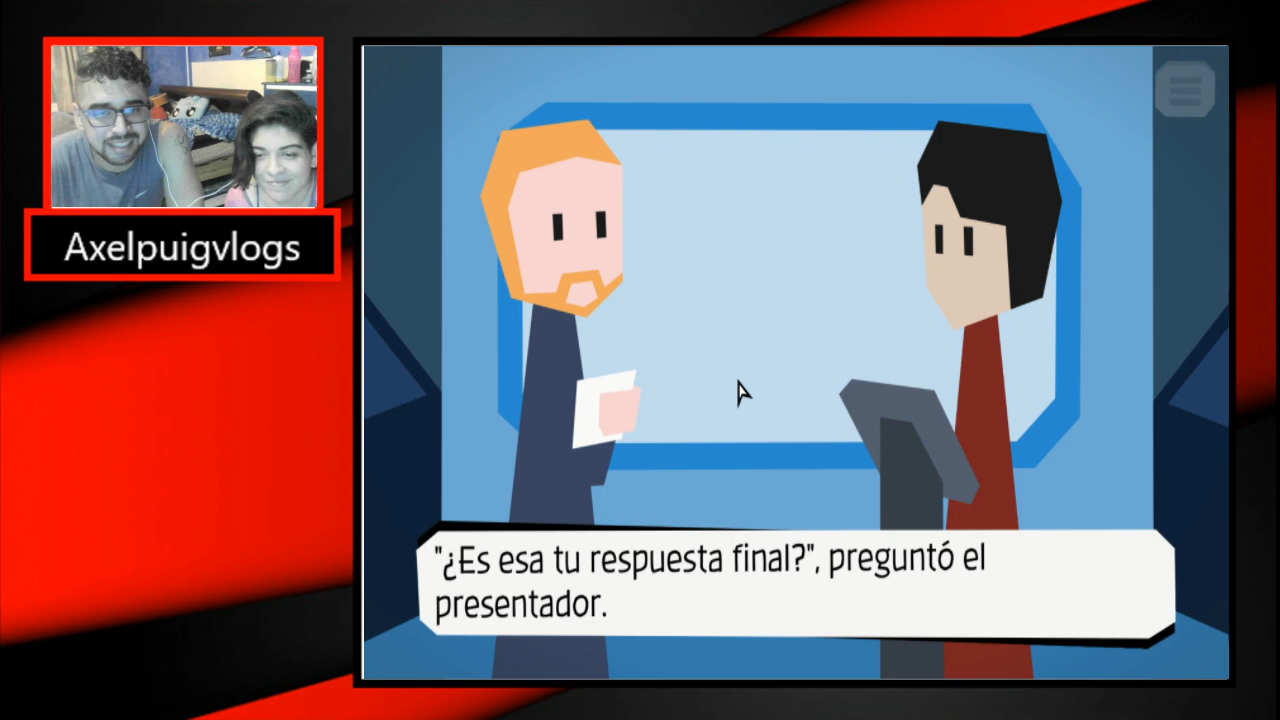 Axelpuigvlogs
"¿Es esa tu respuesta final?", preguntó el
presentador.